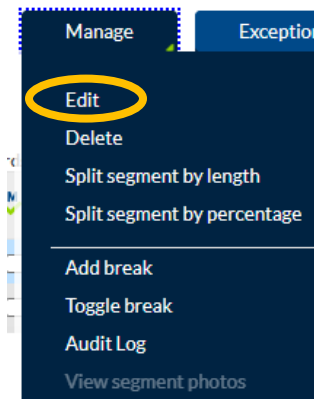 Manage Exceptio
Edit
Delete
Split segment by length
Split segment by percentage
Add break
Toggle break
Audit Log
View segment photos